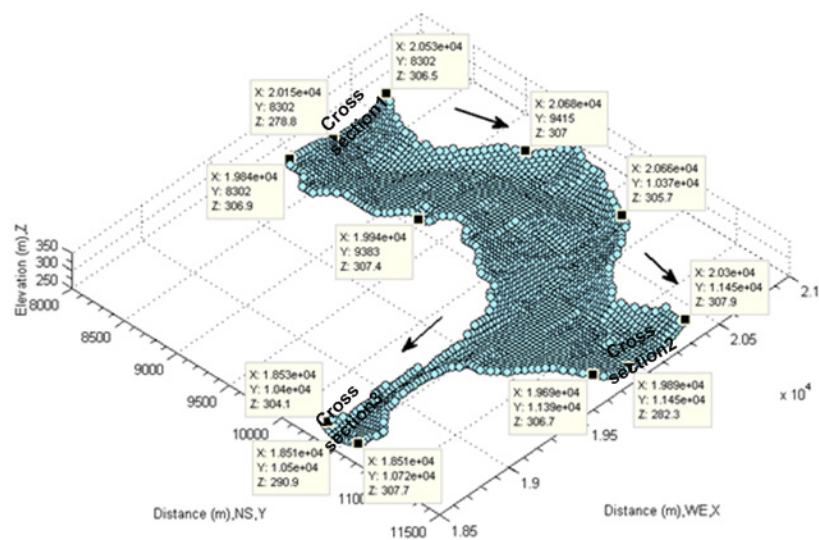 X: 2.053e+04
Y: 8302
Z: 306.5
X: 2.015e+04
Y: 8302
Z: 278.8
Cross
section1
X: 2.068e+04
Y: 9415
Z: 307
X: 1.984e+04
Y: 8302
Z: 306.9
X: 2.066e+04
Y: 1.037e+04
Z: 305.7
X: 1.994e+04
Y: 9383
Z: 307.4
X: 2.03e+04
Y: 1.145e+04
Z: 307.9
Elevation (m),Z
350
300
250
8000
8500
9000
9500
10000
1100
11500
2.1
2.05
1.95
1.9
1.85
x 10⁴
Cross
section2
X: 1.853e+04
Y: 1.04e+04
Z: 304.1
Cross
section3
X: 1.969e+04
Y: 1.139e+04
Z: 306.7
X: 1.989e+04
Y: 1.145e+04
Z: 282.3
X: 1.851e+04
Y: 1.05e+04
Z: 290.9
X: 1.851e+04
Y: 1.072e+04
Z: 307.7
Distance (m),NS,Y
Distance (m),WE,X